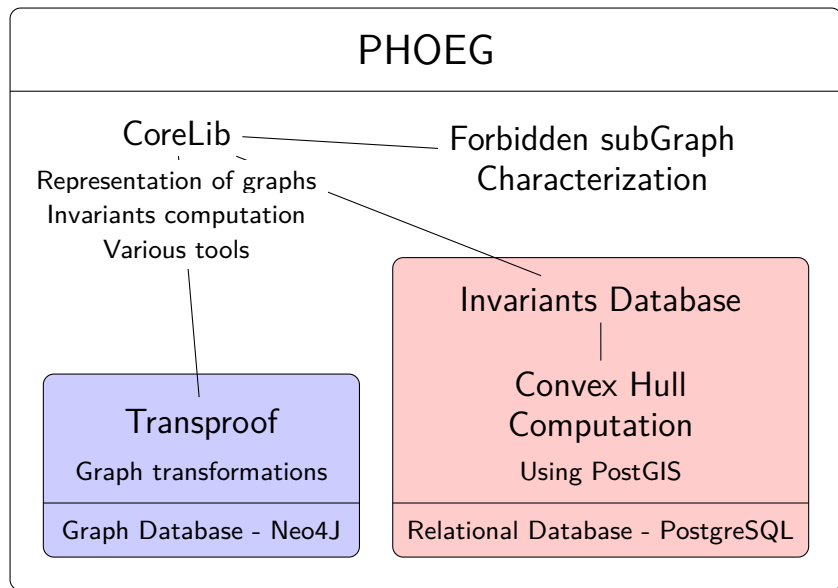 PHOEG
CoreLib
Representation of graphs
Invariants computation
Various tools
Forbidden subGraph
Characterization
Invariants Database
Convex Hull
Computation
Using PostGIS
Relational Database - PostgreSQL
Transproof
Graph transformations
Graph Database - Neo4J